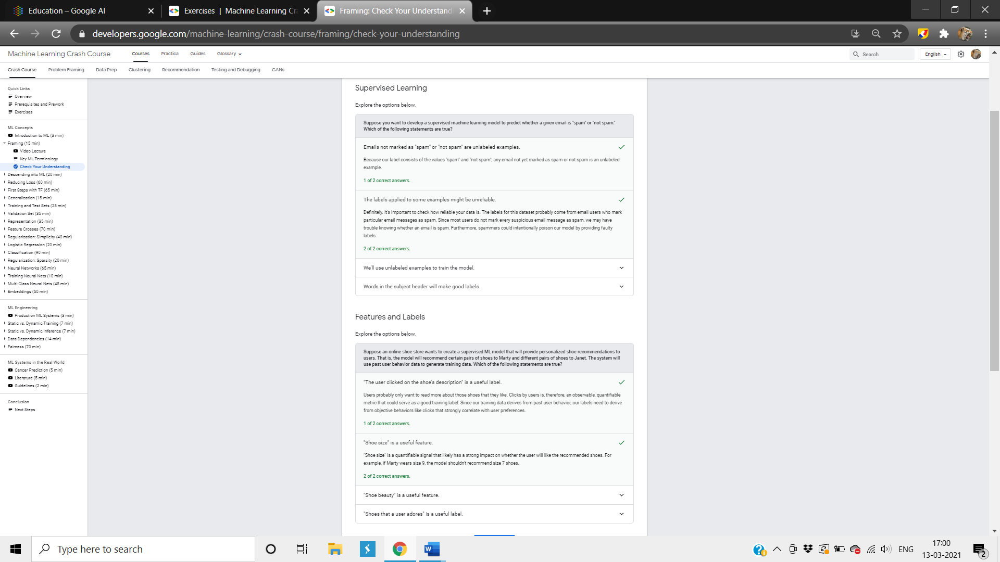 Education – Google AI
Exercises | Machine Learning Cra
Framing: Check Your Understand
developers.google.com/machine-learning/crash-course/framing/check-your-understanding
Machine Learning Crash Course
Courses
Practica
Guides
Glossary
Search
English
Crash Course
Problem Framing
Data Prep
Clustering
Recommendation
Testing and Debugging
GANs
Quick Links
Overview
Prerequisites and Prework
Exercises
ML Concepts
Introduction to ML (3 min)
Framing (15 min)
Video Lecture
Key ML Terminology
Check Your Understanding
Descending into ML (20 min)
Reducing Loss (60 min)
First Steps with TF (65 min)
Generalization (15 min)
Training and Test Sets (25 min)
Validation Set (35 min)
Representation (35 min)
Feature Crosses (70 min)
Regularization: Simplicity (40 min)
Logistic Regression (20 min)
Classification (90 min)
Regularization: Sparsity (20 min)
Neural Networks (65 min)
Training Neural Nets (10 min)
Multi-Class Neural Nets (45 min)
Embeddings (50 min)
ML Engineering
Production ML Systems (3 min)
Static vs. Dynamic Training (7 min)
Static vs. Dynamic Inference (7 min)
Data Dependencies (14 min)
Fairness (70 min)
ML Systems in the Real World
Cancer Prediction (5 min)
Literature (5 min)
Guidelines (2 min)
Conclusion
Next Steps
Supervised Learning
Explore the options below.
Suppose you want to develop a supervised machine learning model to predict whether a given email is "spam" or "not spam."
Which of the following statements are true?
Emails not marked as "spam" or "not spam" are unlabeled examples.
Because our label consists of the values "spam" and "not spam", any email not yet marked as spam or not spam is an unlabeled
example.
1 of 2 correct answers.
The labels applied to some examples might be unreliable.
Definitely. It's important to check how reliable your data is. The labels for this dataset probably come from email users who mark
particular email messages as spam. Since most users do not mark every suspicious email message as spam, we may have
trouble knowing whether an email is spam. Furthermore, spammers could intentionally poison our model by providing faulty
labels.
2 of 2 correct answers.
We'll use unlabeled examples to train the model.
Words in the subject header will make good labels.
Features and Labels
Explore the options below.
Suppose an online shoe store wants to create a supervised ML model that will provide personalized shoe recommendations to
users. That is, the model will recommend certain pairs of shoes to Marty and different pairs of shoes to Janet. The system will
use past user behavior data to generate training data. Which of the following statements are true?
"The user clicked on the shoe's description" is a useful label.
Users probably only want to read more about those shoes that they like. Clicks by users is, therefore, an observable, quantifiable
metric that could serve as a good training label. Since our training data derives from past user behavior, our labels need to derive
from objective behaviors like clicks that strongly correlate with user preferences.
1 of 2 correct answers.
"Shoe size" is a useful feature.
"Shoe size" is a quantifiable signal that likely has a strong impact on whether the user will like the recommended shoes. For
example, if Marty wears size 9, the model shouldn't recommend size 7 shoes.
2 of 2 correct answers.
"Shoe beauty" is a useful feature.
"Shoes that a user adores" is a useful label.
Type here to search
ENG
17:00
13-03-2021
2